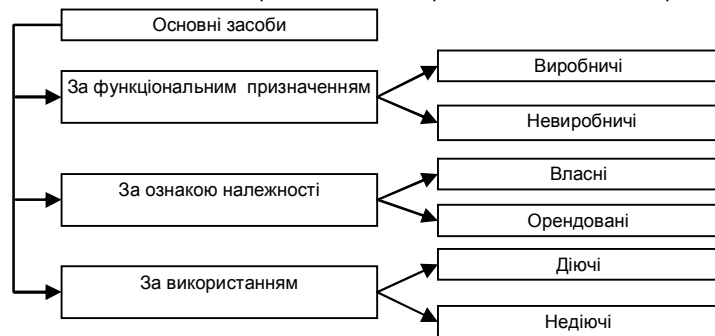 Основні засоби
За функціональним призначенням
Виробничі
Невиробничі
За ознакою належності
Власні
Орендовані
За використанням
Діючі
Недіючі